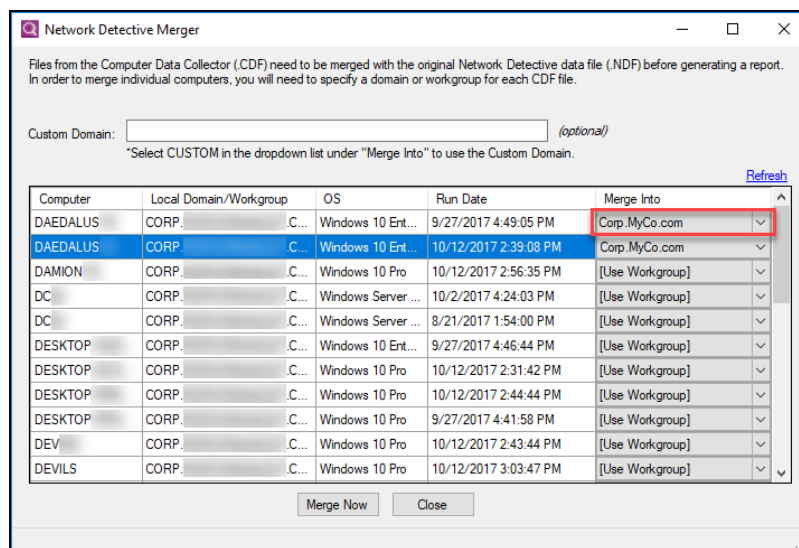 Network Detective Merger
Files from the Computer Data Collector (.CDF) need to be merged with the original Network Detective data file (.NDF) before generating a report.
In order to merge individual computers, you will need to specify a domain or workgroup for each CDF file.
Custom Domain: (optional)
*Select CUSTOM in the dropdown list under "Merge Into" to use the Custom Domain.
Refresh
Computer Local Domain/Workgroup OS Run Date Merge Into
DAEDALUS CORP. .C... Windows 10 Ent... 9/27/2017 4:49:05 PM Corp.MyCo.com
DAEDALUS CORP. .C... Windows 10 Ent... 10/12/2017 2:39:08 PM Corp.MyCo.com
DAMION CORP. .C... Windows 10 Pro 10/12/2017 2:56:35 PM [Use Workgroup]
DC CORP. .C... Windows Server ... 10/2/2017 4:24:03 PM [Use Workgroup]
DC CORP. .C... Windows Server ... 8/21/2017 1:54:00 PM [Use Workgroup]
DESKTOP CORP. .C... Windows 10 Ent... 9/27/2017 4:46:44 PM [Use Workgroup]
DESKTOP CORP. .C... Windows 10 Pro 10/12/2017 2:31:42 PM [Use Workgroup]
DESKTOP CORP. .C... Windows 10 Pro 10/12/2017 2:44:44 PM [Use Workgroup]
DESKTOP CORP. .C... Windows 10 Pro 9/27/2017 4:41:58 PM [Use Workgroup]
DEV CORP. .C... Windows 10 Pro 10/12/2017 2:43:44 PM [Use Workgroup]
DEVILS CORP. .C... Windows 10 Pro 10/12/2017 3:03:47 PM [Use Workgroup]
Merge Now Close